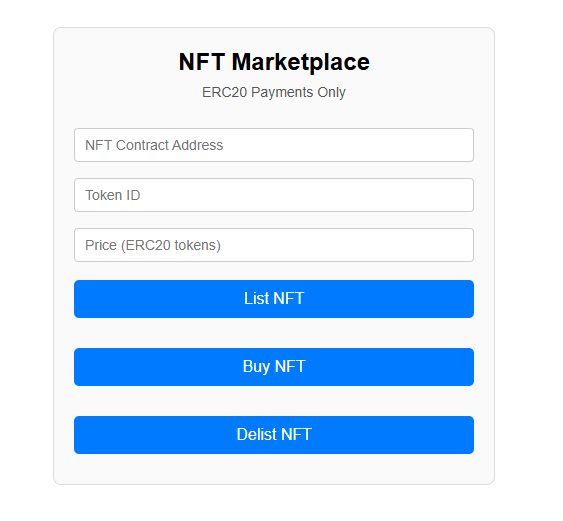 NFT Marketplace
ERC20 Payments Only
NFT Contract Address
Token ID
Price (ERC20 tokens)
List NFT
Buy NFT
Delist NFT